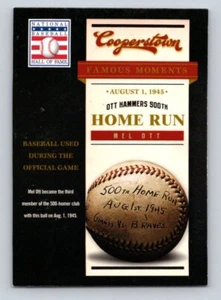 NATIONAL
BASEBALL
HALL OF FAME
Cooperstown
FAMOUS MOMENTS
AUGUST 1, 1945
OTT HAMMERS 500TH
HOME RUN
MEL OTT
BASEBALL USED
DURING THE
OFFICIAL GAME
Mel Ott became the third
member of the 500-homer club
with this ball on Aug. 1, 1945.
500th HOME RUN
AUG 1st 1945
GIANTS VS. BRAVES